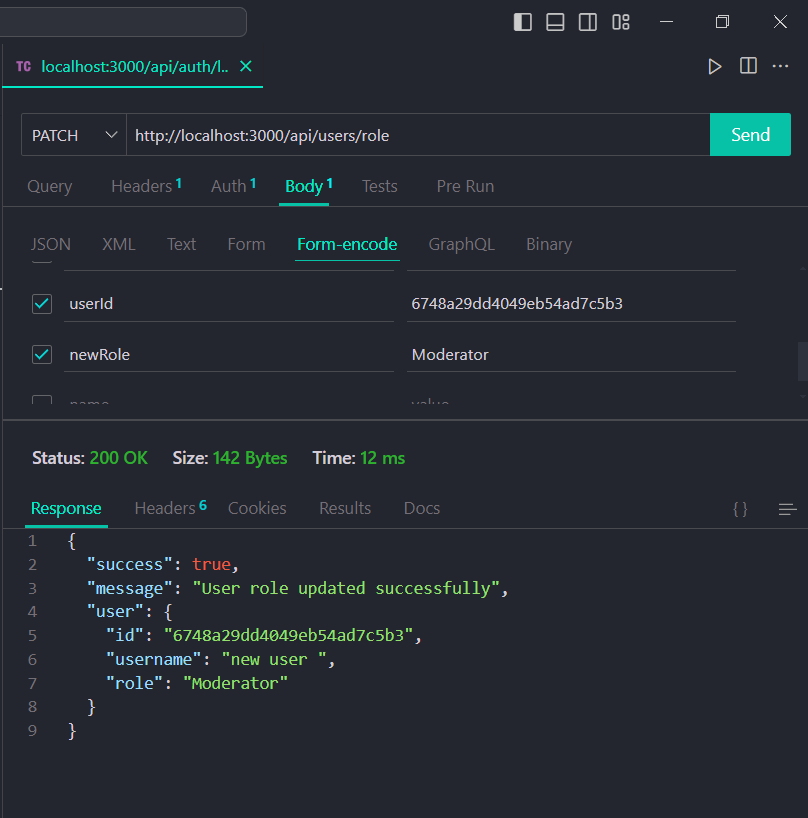 TC localhost:3000/api/auth/l..
PATCH http://localhost:3000/api/users/role Send
Query Headers 1 Auth 1 Body 1 Tests Pre Run
JSON XML Text Form Form-encode GraphQL Binary
userId 6748a29dd4049eb54ad7c5b3
newRole Moderator
name value
Status: 200 OK Size: 142 Bytes Time: 12 ms
Response Headers 6 Cookies Results Docs { }
1 {
2 "success": true,
3 "message": "User role updated successfully",
4 "user": {
5 "id": "6748a29dd4049eb54ad7c5b3",
6 "username": "new user ",
7 "role": "Moderator"
8 }
9 }